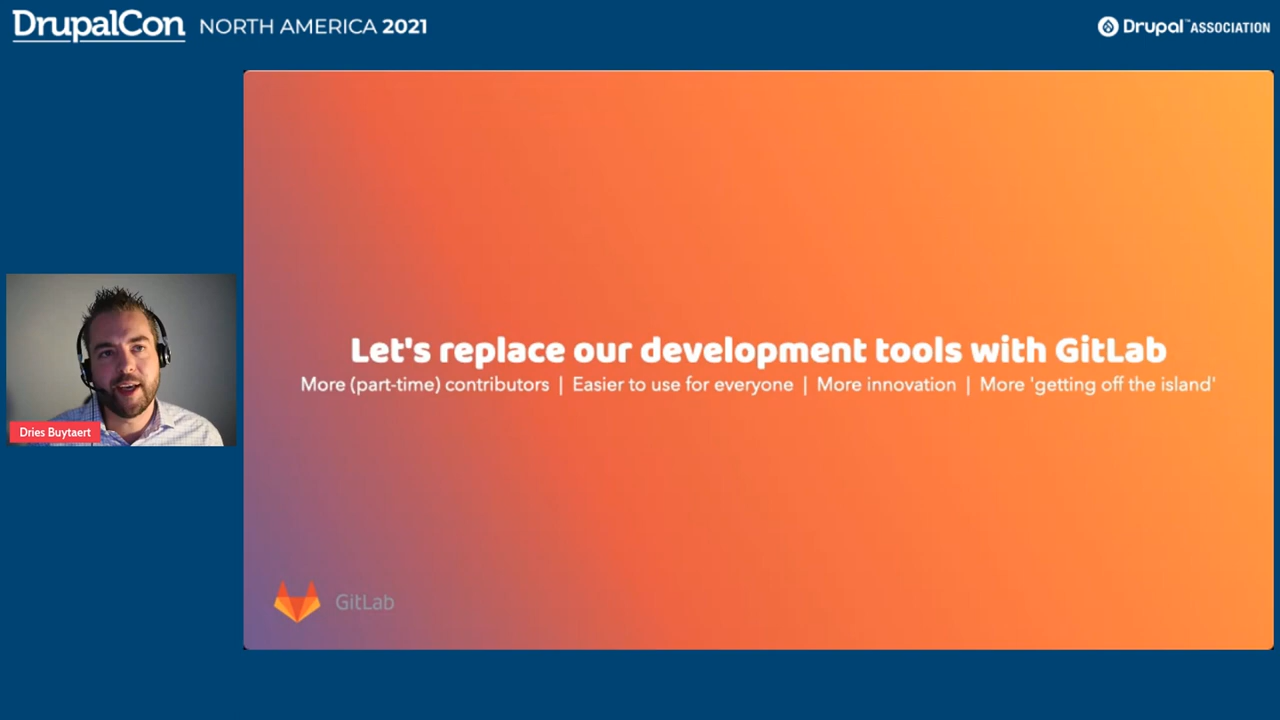 DrupalCon NORTH AMERICA 2021
Drupal™ ASSOCIATION
Let's replace our development tools with GitLab
More (part-time) contributors | Easier to use for everyone | More innovation | More 'getting off the island'
Dries Buytaert
GitLab